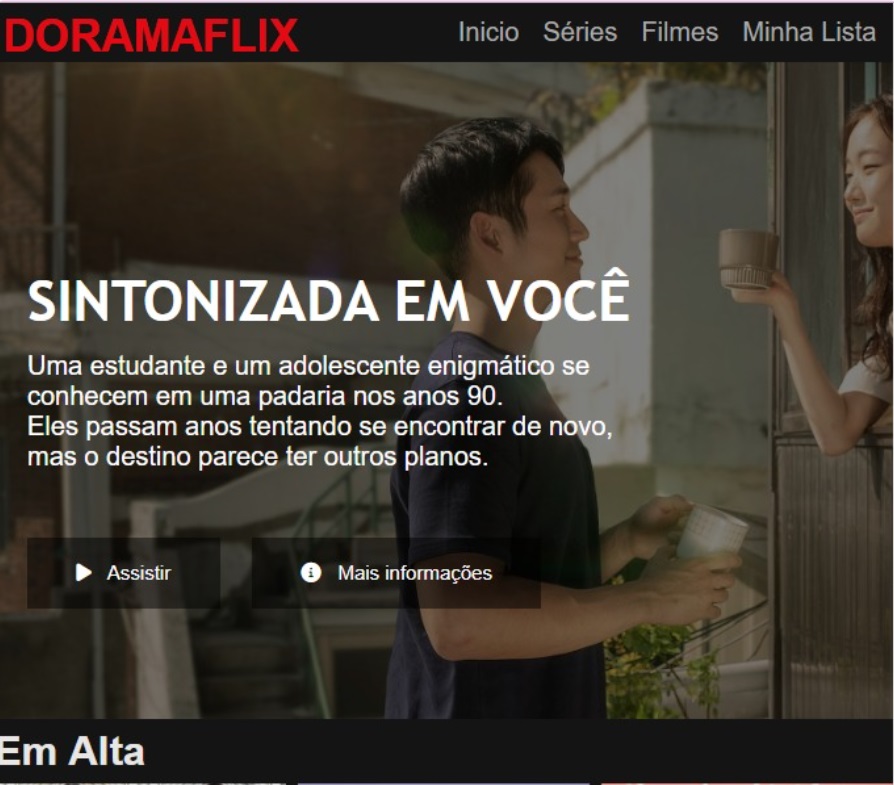 DORAMAFLIX
Inicio Séries Filmes Minha Lista
SINTONIZADA EM VOCÊ
Uma estudante e um adolescente enigmático se
conhecem em uma padaria nos anos 90.
Eles passam anos tentando se encontrar de novo,
mas o destino parece ter outros planos.
Assistir
Mais informações
Em Alta